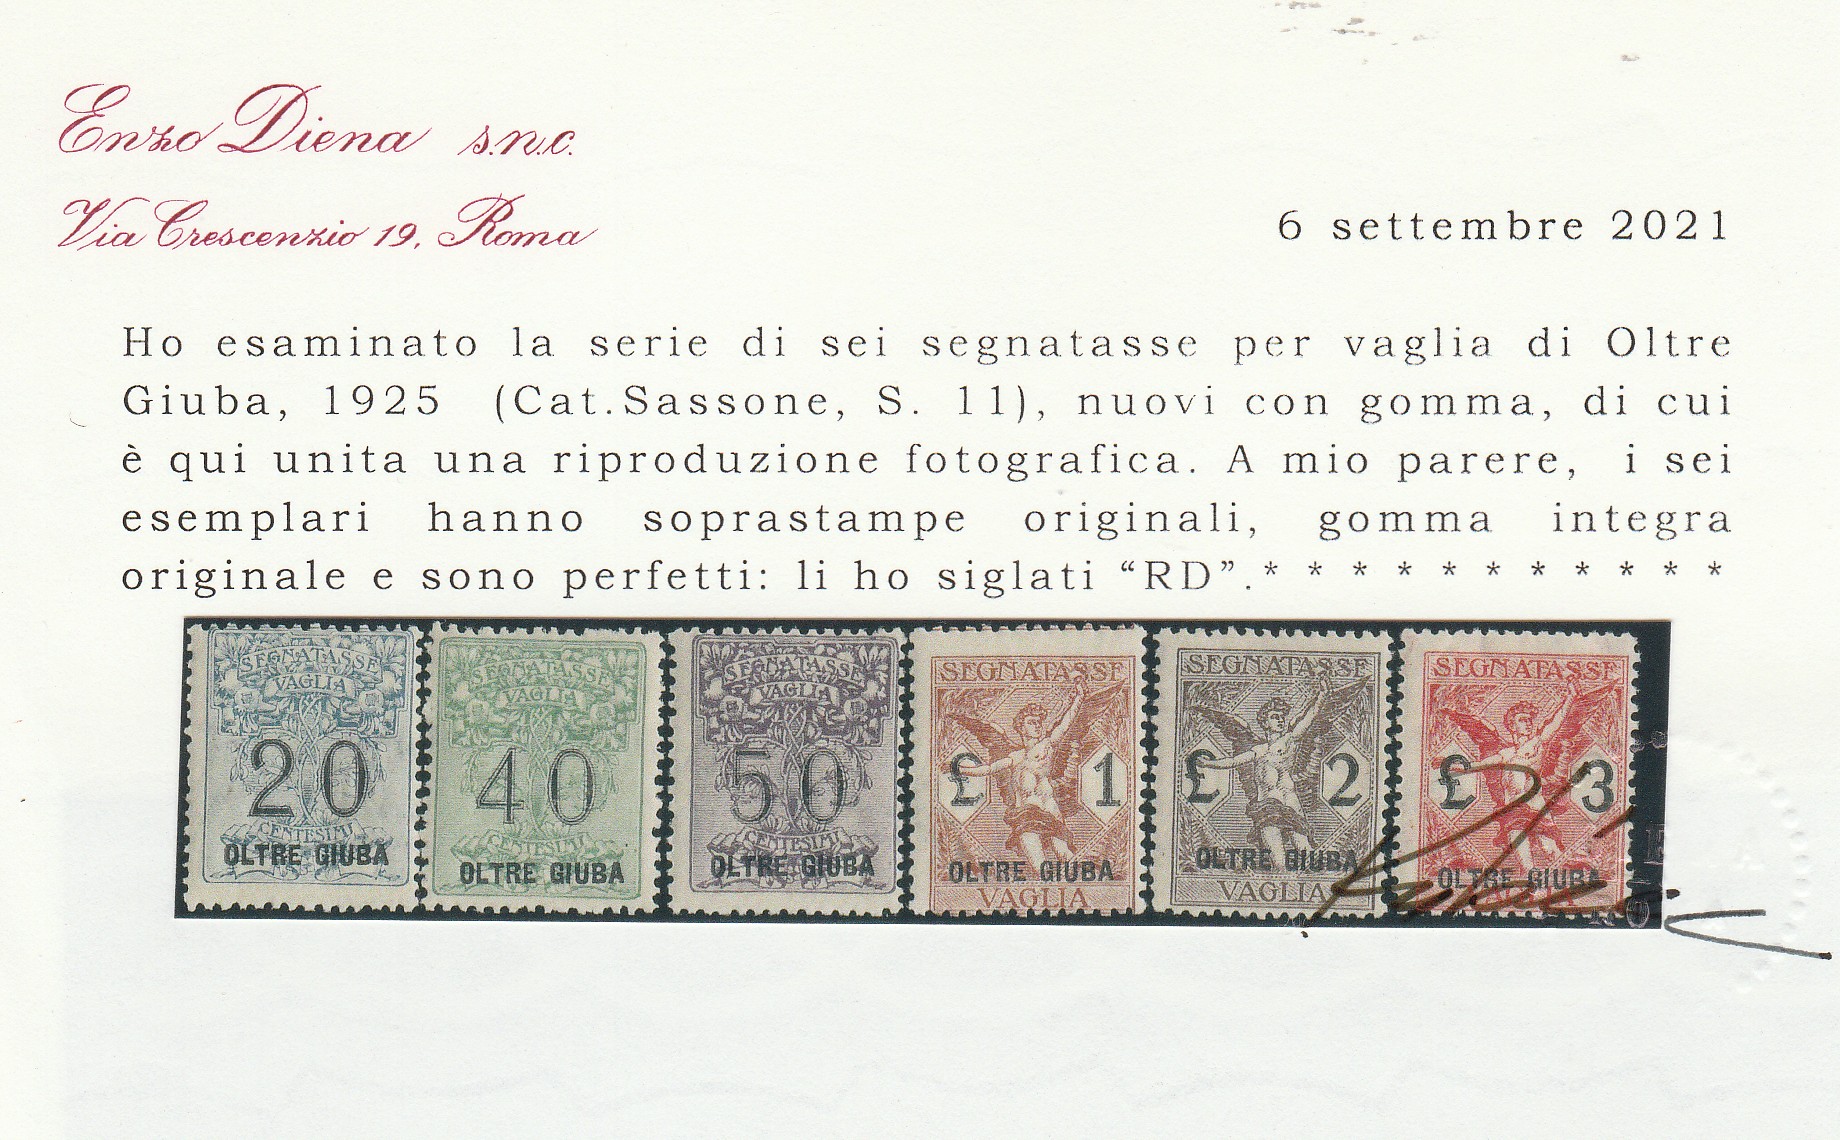 Enzo Diena s.n.c.
Via Crescenzio 19, Roma
6 settembre 2021
Ho esaminato la serie di sei segnatasse per vaglia di Oltre
Giuba, 1925 (Cat.Sassone, S. 11), nuovi con gomma, di cui
è qui unita una riproduzione fotografica. A mio parere, i sei
esemplari hanno soprastampe originali, gomma integra
originale e sono perfetti: li ho siglati “RD”.* * * * * * * * * * *
SEGNATASSE
VAGLIA
20
CENTESIMI
OLTRE GIUBA
SEGNATASSE
VAGLIA
40
CENTESIMI
OLTRE GIUBA
SEGNATASSE
VAGLIA
50
CENTESIMI
OLTRE GIUBA
SEGNATASSE
£ 1
OLTRE GIUBA
VAGLIA
SEGNATASSE
£ 2
OLTRE GIUBA
VAGLIA
SEGNATASSE
£ 3
OLTRE GIUBA